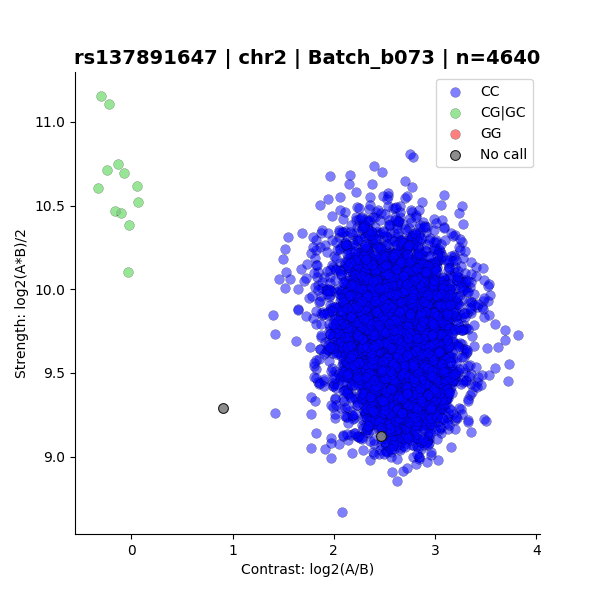 rs137891647 | chr2 | Batch_b073 | n=4640
CC
CG|GC
GG
No call
Strength: log2(A*B)/2
11.0
10.5
10.0
9.5
9.0
0
1
2
3
4
Contrast: log2(A/B)